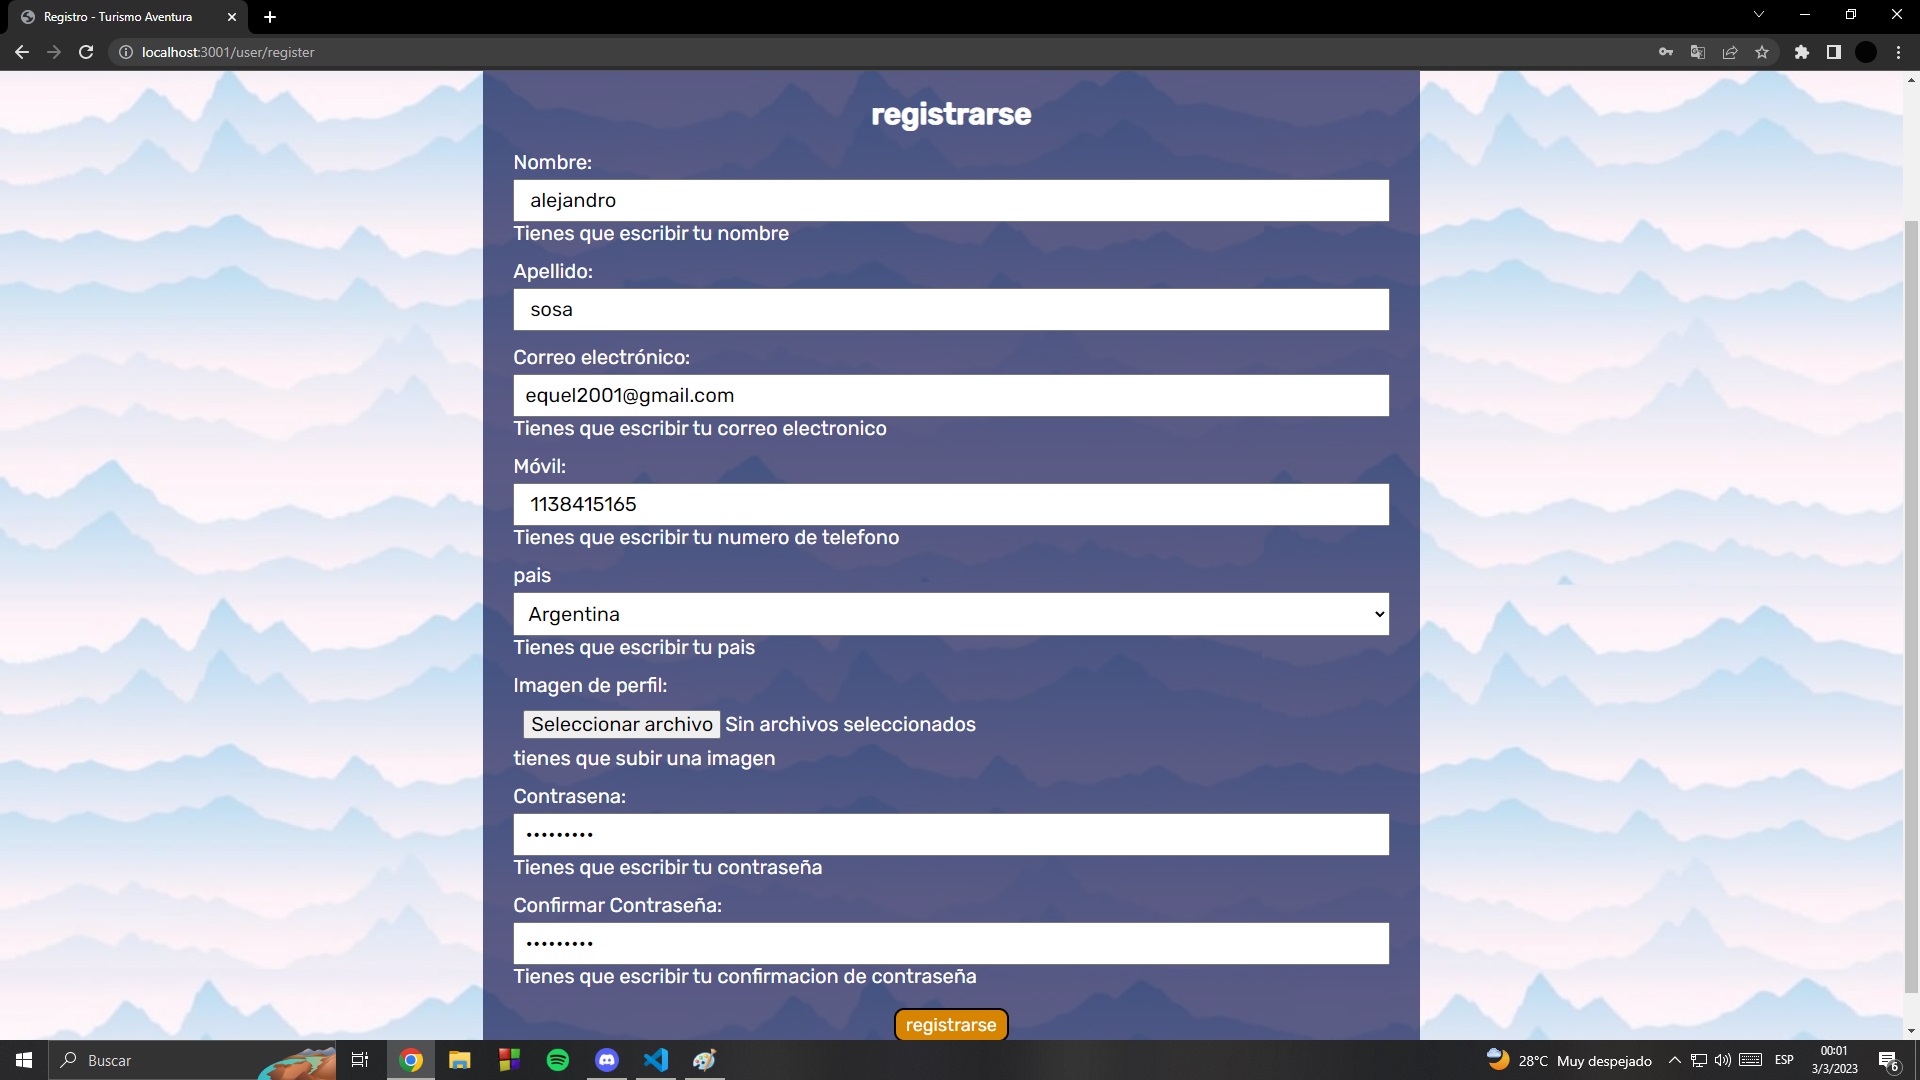 Registro - Turismo Aventura
localhost:3001/user/register
registrarse
Nombre:
alejandro
Tienes que escribir tu nombre
Apellido:
sosa
Correo electrónico:
equel2001@gmail.com
Tienes que escribir tu correo electronico
Móvil:
1138415165
Tienes que escribir tu numero de telefono
pais
Argentina
Tienes que escribir tu pais
Imagen de perfil:
Seleccionar archivo Sin archivos seleccionados
tienes que subir una imagen
Contrasena:
•••••••••
Tienes que escribir tu contraseña
Confirmar Contraseña:
•••••••••
Tienes que escribir tu confirmacion de contraseña
registrarse
Buscar
28°C Muy despejado
ESP
00:01
3/3/2023
6